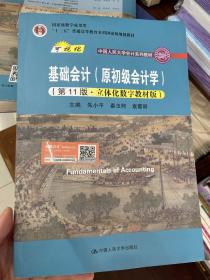 国家级教学成果奖
"十二五"普通高等教育本科国家级规划教材
可视化
中国人民大学会计系列教材
基础会计（原初级会计学）
（第11版·立体化数字教材版）
主编 朱小平 秦玉熙 袁蓉丽
Fundamentals of Accounting
中国人民大学出版社